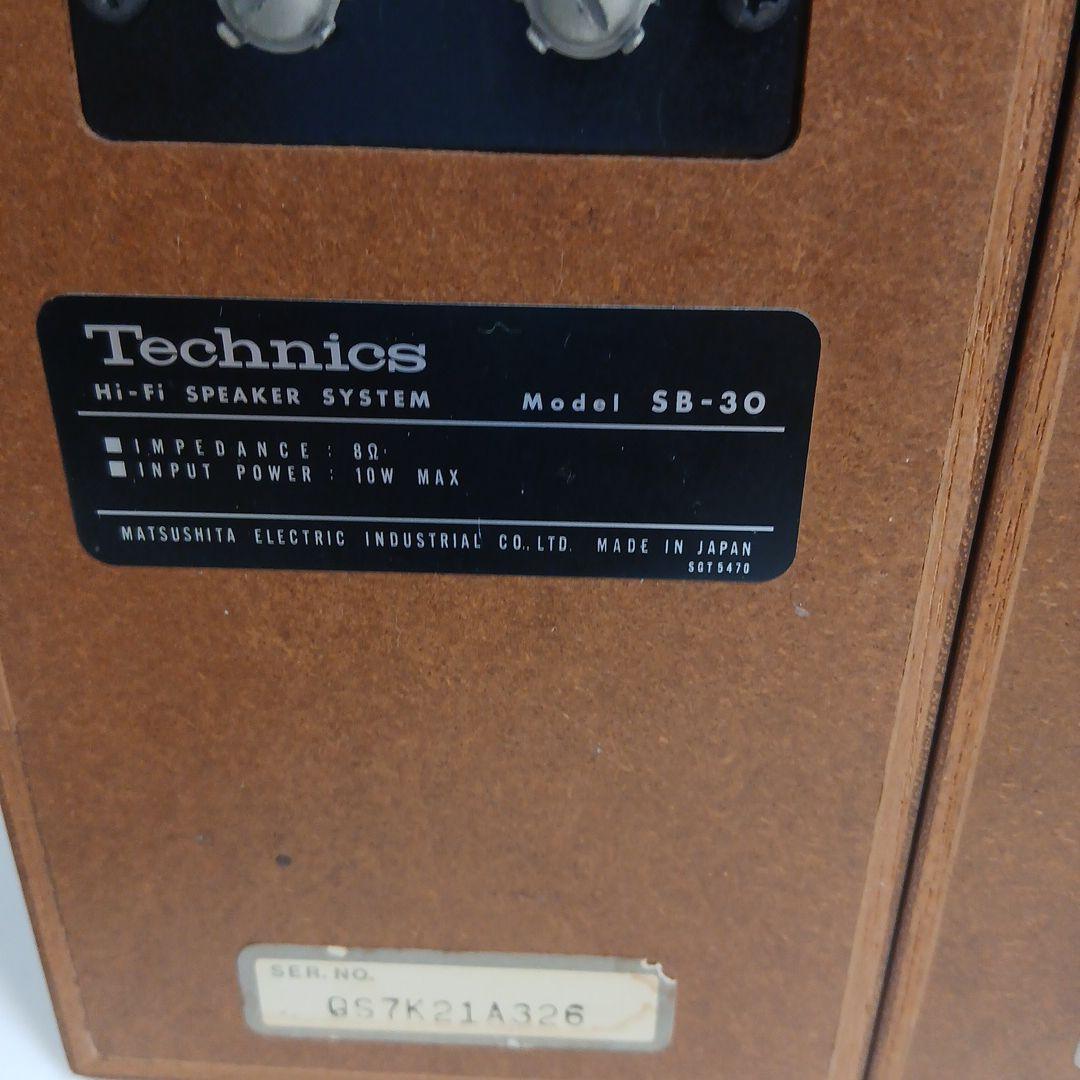 Technics
Hi-Fi SPEAKER SYSTEM Model SB-30
IMPEDANCE : 8Ω
INPUT POWER : 10W MAX
MATSUSHITA ELECTRIC INDUSTRIAL CO., LTD. MADE IN JAPAN
SGT5470
SER. NO.
QS7K21A326